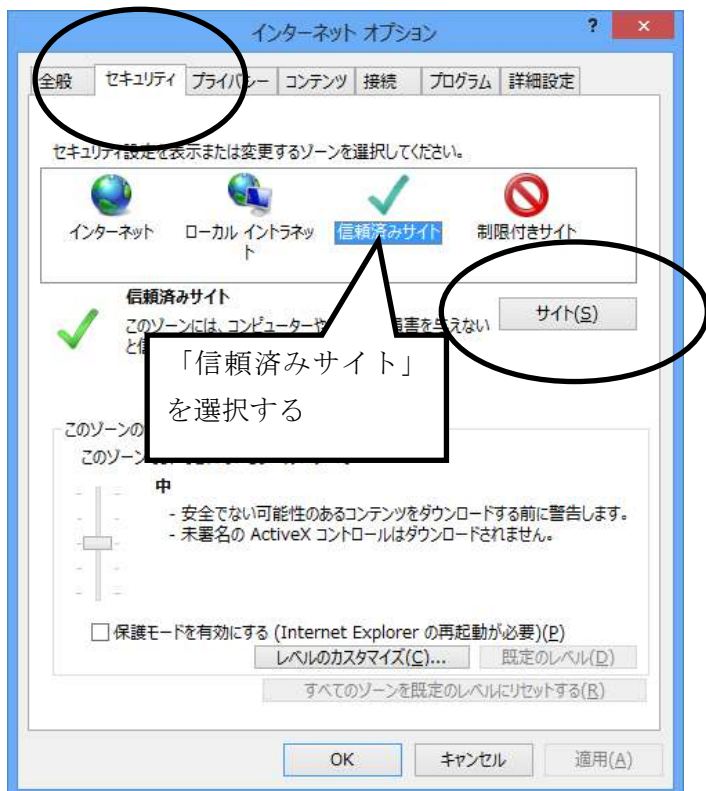 インターネット オプション ? ×
全般 セキュリティ プライバシー コンテンツ 接続 プログラム 詳細設定
セキュリティ設定を表示または変更するゾーンを選択してください。
インターネット ローカル イントラネッ
ト 信頼済みサイト 制限付きサイト
信頼済みサイト
サイト(S)
このゾーンには、コンピューターや 損害を与えない
と
「信頼済みサイト」
を選択する
このゾーンの
このゾーン
中
- 安全でない可能性のあるコンテンツをダウンロードする前に警告します。
- 未署名の ActiveX コントロールはダウンロードされません。
保護モードを有効にする (Internet Explorer の再起動が必要)(P)
レベルのカスタマイズ(C)... 既定のレベル(D)
すべてのゾーンを既定のレベルにリセットする(R)
OK キャンセル 適用(A)